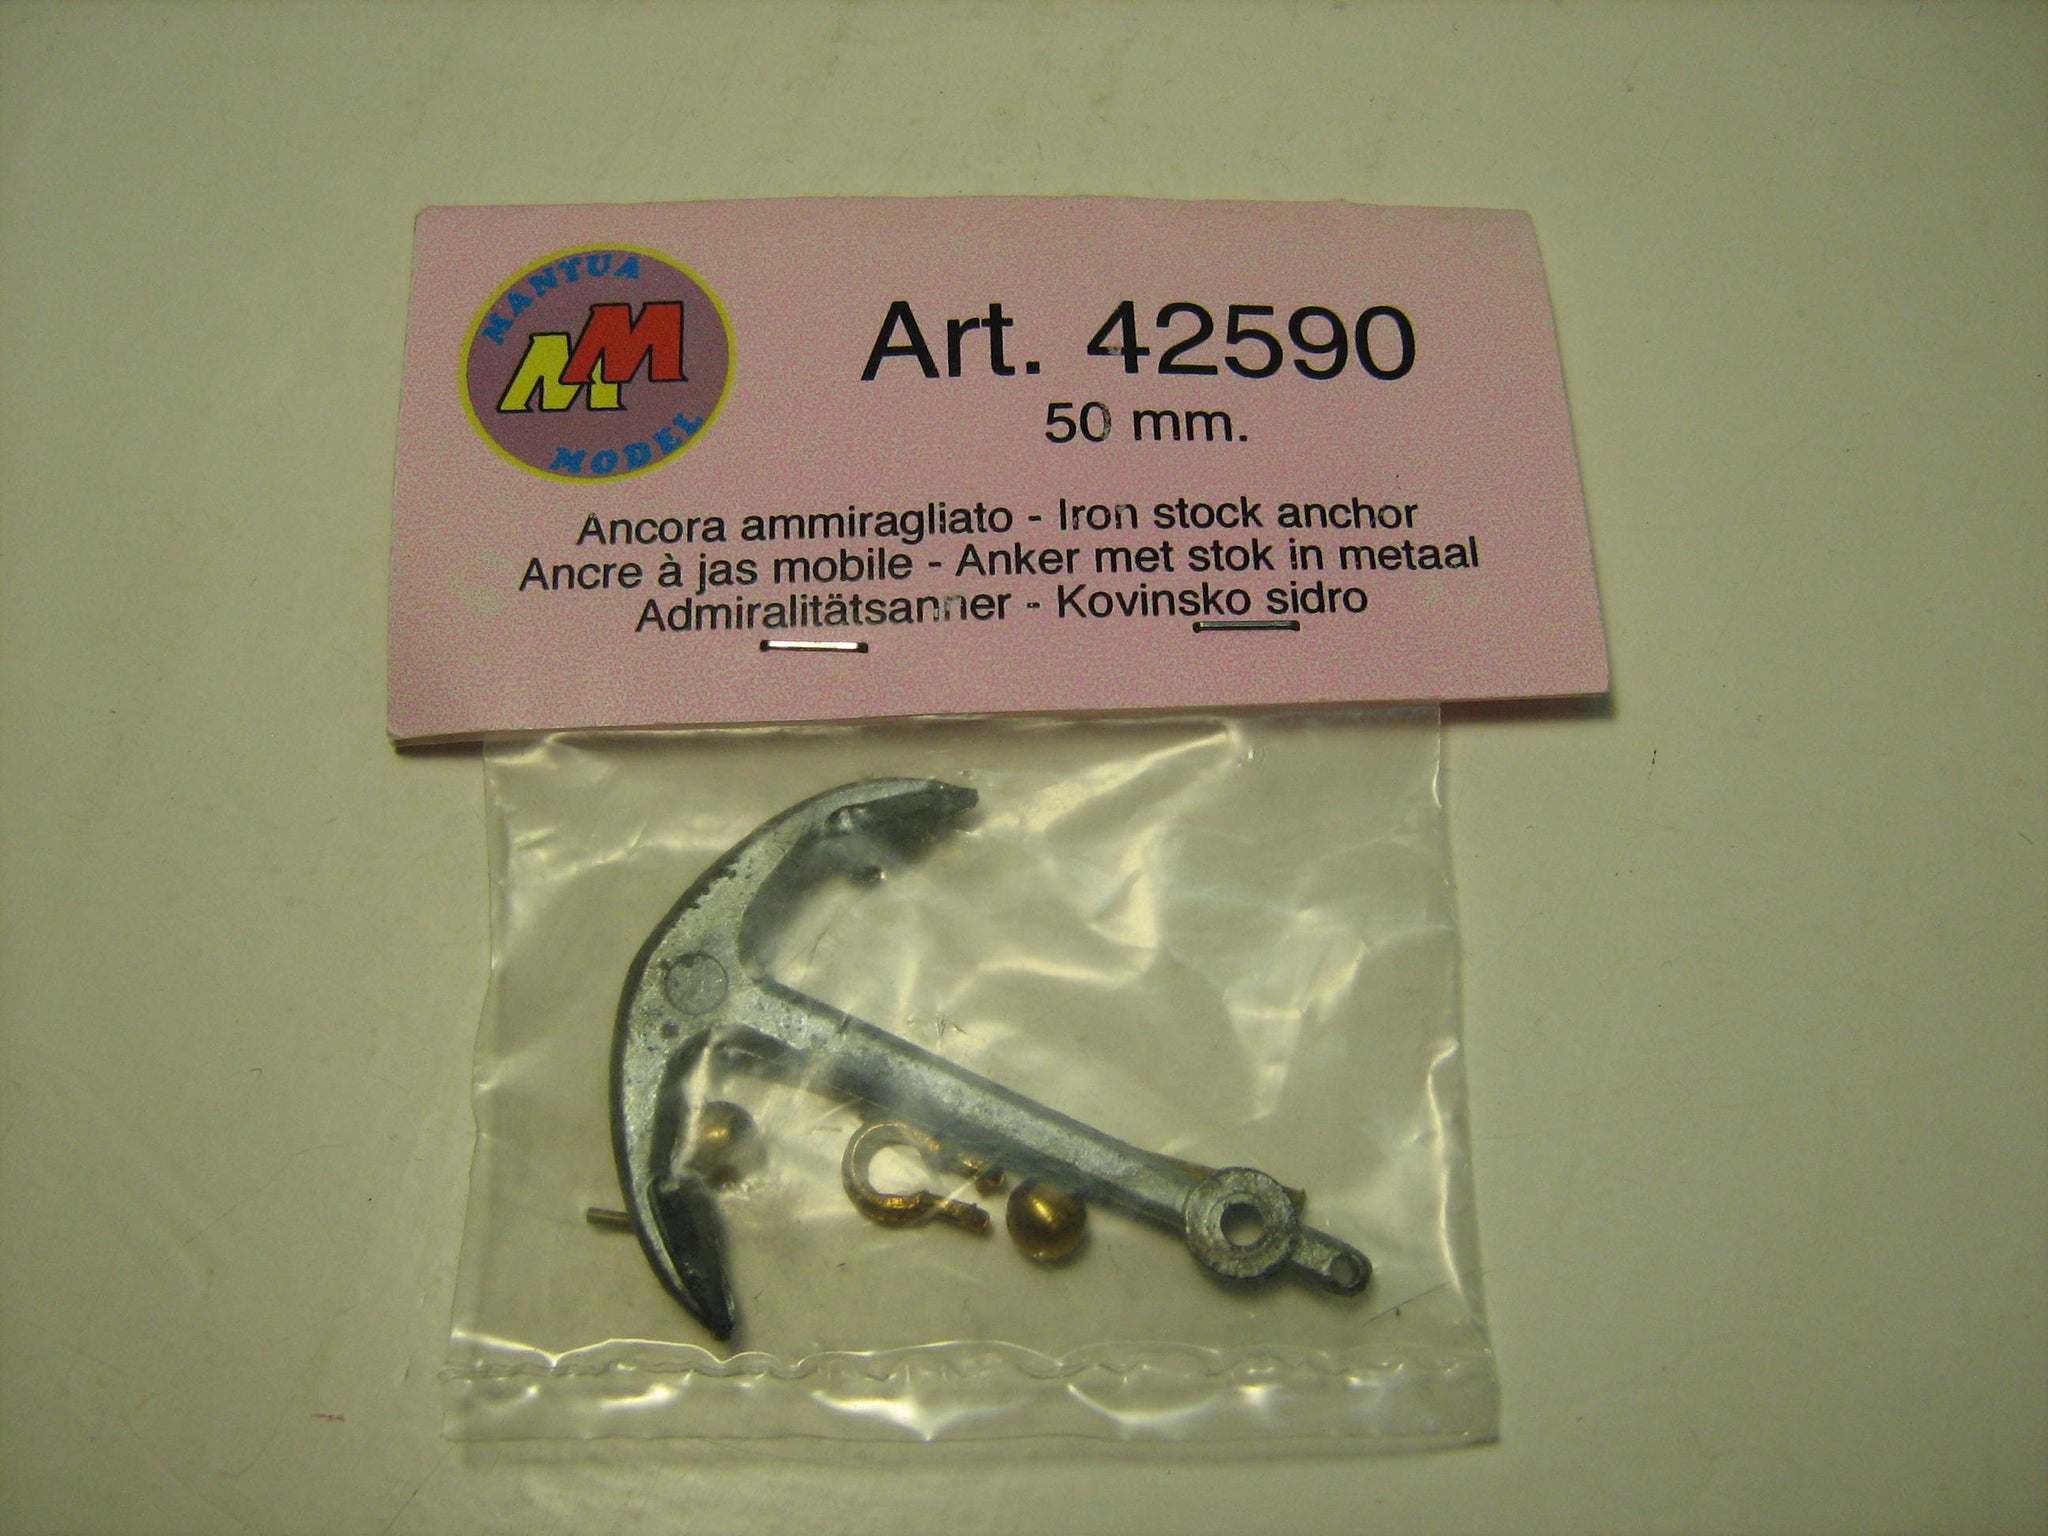 MANTUA
MM
MODEL
Art. 42590
50 mm.
Ancora ammiragliato - Iron stock anchor
Ancre à jas mobile - Anker met stok in metaal
Admiralitätsanner - Kovinsko sidro